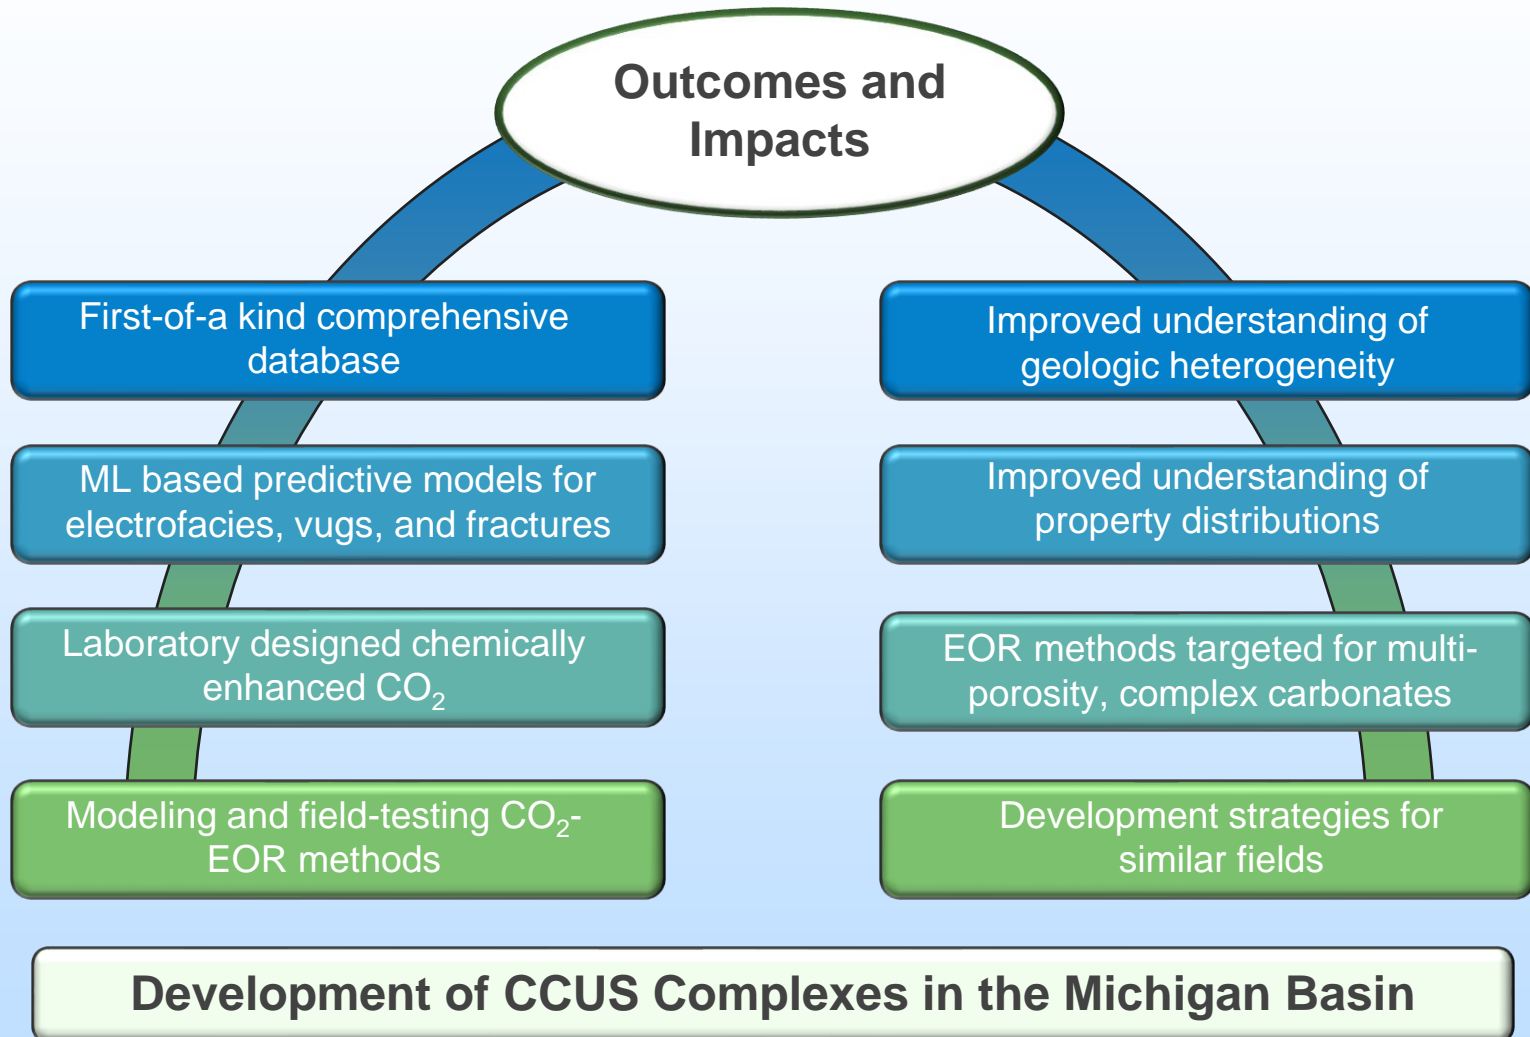 Outcomes and
Impacts
First-of-a kind comprehensive
database
ML based predictive models for
electrofacies, vugs, and fractures
Laboratory designed chemically
enhanced CO₂
Modeling and field-testing CO₂-
EOR methods
Improved understanding of
geologic heterogeneity
Improved understanding of
property distributions
EOR methods targeted for multi-
porosity, complex carbonates
Development strategies for
similar fields
Development of CCUS Complexes in the Michigan Basin